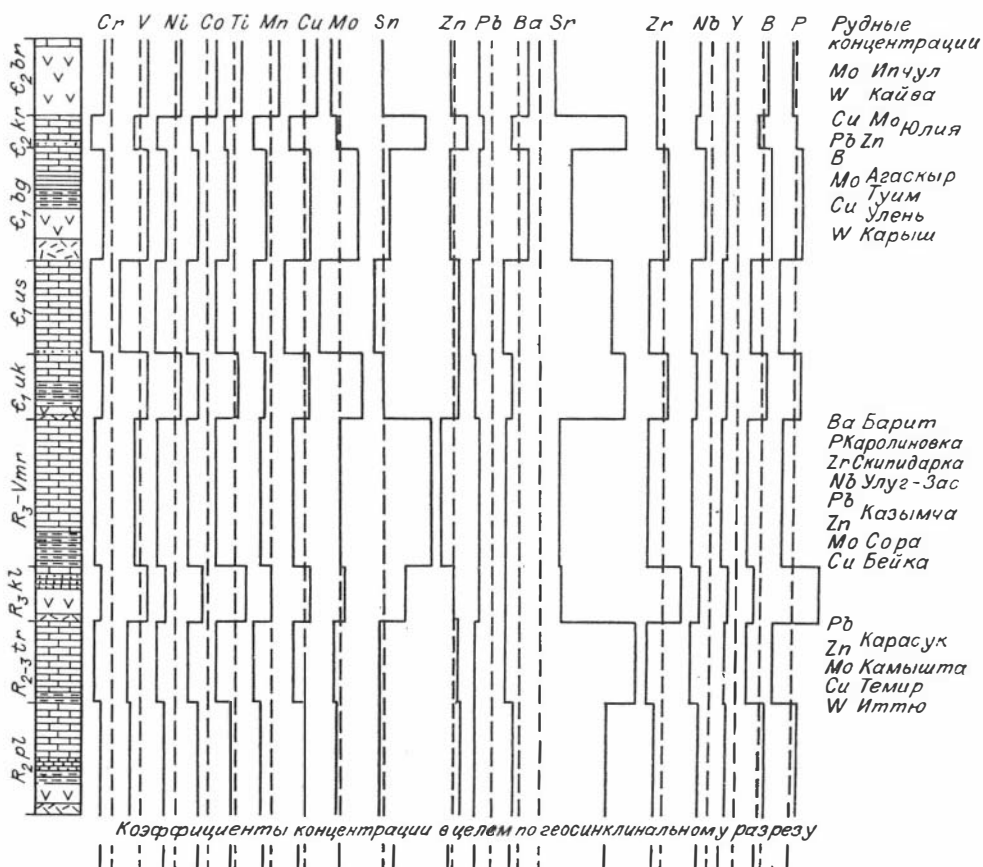 Cr V Ni Co Ti Mn Cu Mo Sn Zn Pb Ba Sr Zr Nb Y B P
Рудные
концентрации
Є₂br
Mo Ипчул
W Кайва
Є₂kr
Cu Mo Юлия
Pb Zn
B
Є₁bg
Mo Агаскыр
Туим
Cu Улень
W Карыш
Є₁us
Є₁uk
R₃-Vmr
Ba Барит
P Каролиновка
Zr Скипидарка
Nb Улуг-Зас
Pb
Zn Казымча
Mo Сора
Cu Бейка
R₃kl
R₂₋₃tr
Pb
Zn Карасук
Mo Камышта
Cu Темир
W Иттю
R₂pl
Коэффициенты концентрации в целем по геосинклинальному разрезу